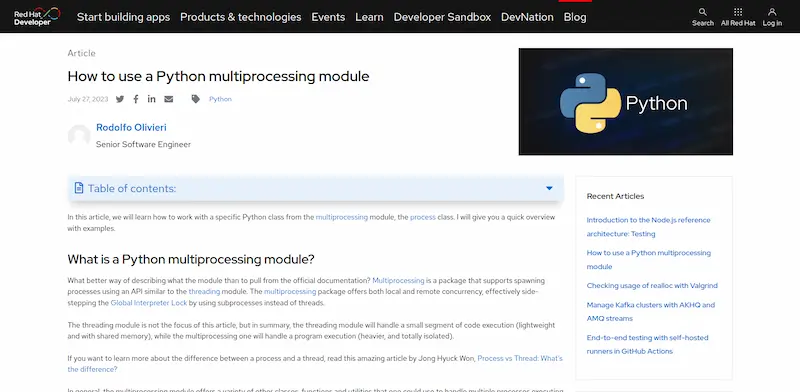 Red Hat
Developer
Start building apps Products & technologies Events Learn Developer Sandbox DevNation Blog
Search All Red Hat Log in
Article
How to use a Python multiprocessing module
July 27, 2023 Python
Rodolfo Olivieri
Senior Software Engineer
Python
Table of contents:
In this article, we will learn how to work with a specific Python class from the multiprocessing module, the process class. I will give you a quick overview
with examples.
What is a Python multiprocessing module?
What better way of describing what the module than to pull from the official documentation? Multiprocessing is a package that supports spawning
processes using an API similar to the threading module. The multiprocessing package offers both local and remote concurrency, effectively side-
stepping the Global Interpreter Lock by using subprocesses instead of threads.
The threading module is not the focus of this article, but in summary, the threading module will handle a small segment of code execution (lightweight
and with shared memory), while the multiprocessing one will handle a program execution (heavier, and totally isolated).
If you want to learn more about the difference between a process and a thread, read this amazing article by Jong Hyuck Won, Process vs Thread: What's
the difference?
In general, the multiprocessing module offers a variety of other classes, functions and utilities that one could use to handle multiple processes executing
Recent Articles
Introduction to the Node.js reference
architecture: Testing
How to use a Python multiprocessing
module
Checking usage of realloc with Valgrind
Manage Kafka clusters with AKHQ and
AMQ streams
End-to-end testing with self-hosted
runners in GitHub Actions